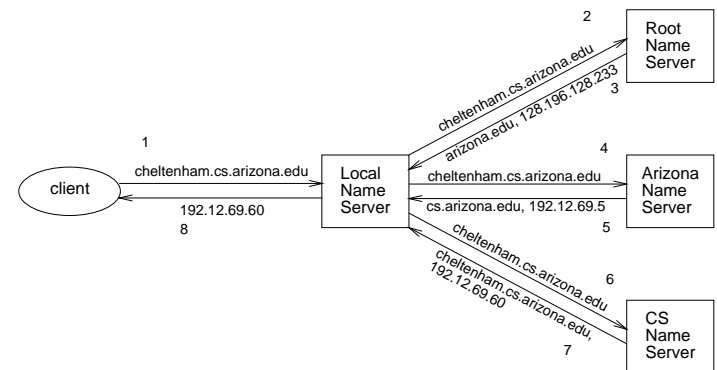 2
Root
Name
Server
cheltenham.cs.arizona.edu
arizona.edu, 128.196.128.233
3
1
client
cheltenham.cs.arizona.edu
192.12.69.60
8
Local
Name
Server
4
cheltenham.cs.arizona.edu
cs.arizona.edu, 192.12.69.5
5
Arizona
Name
Server
cheltenham.cs.arizona.edu
6
cheltenham.cs.arizona.edu,
192.12.69.60
7
CS
Name
Server